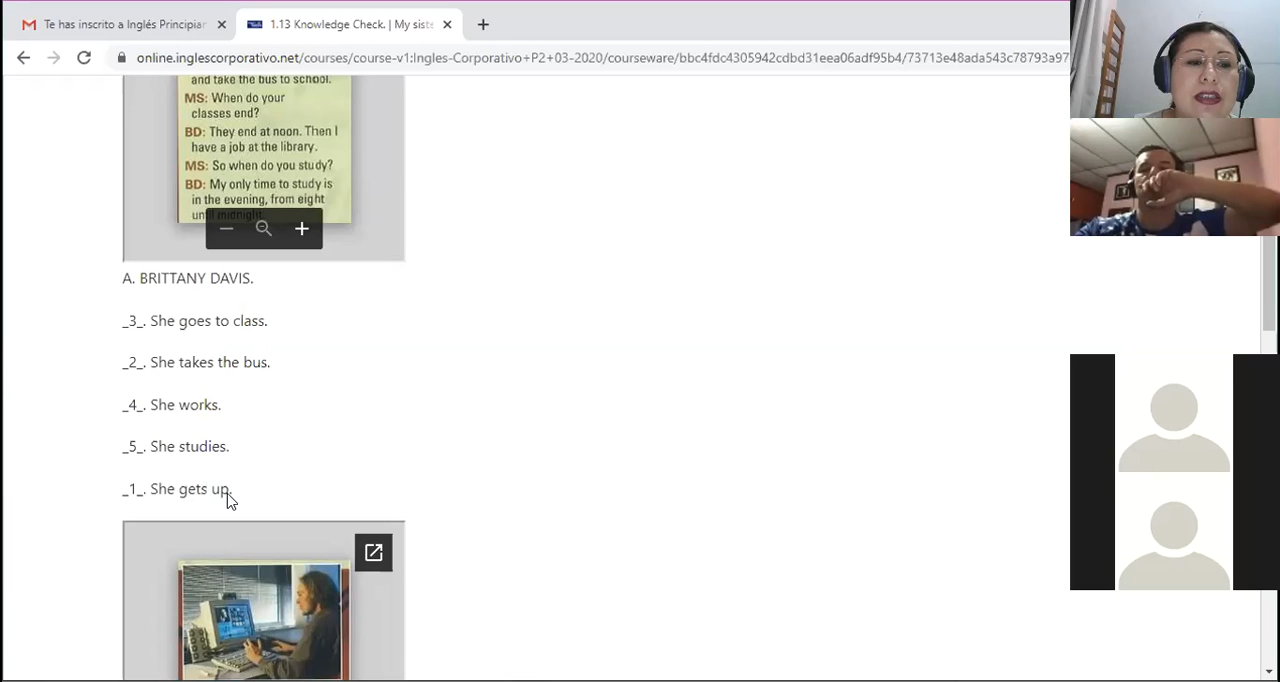 Te has inscrito a Inglés Principian
1.13 Knowledge Check. | My siste
online.inglescorporativo.net/courses/course-v1:Ingles-Corporativo+P2+03-2020/courseware/bbc4fdc4305942cdbd31eea06adf95b4/73713e48ada543c78793a97
and take the bus to school.
MS: When do your
classes end?
BD: They end at noon. Then I
have a job at the library.
MS: So when do you study?
BD: My only time to study is
in the evening, from eight
until midnight.
A. BRITTANY DAVIS.
_3_. She goes to class.
_2_. She takes the bus.
_4_. She works.
_5_. She studies.
_1_. She gets up.